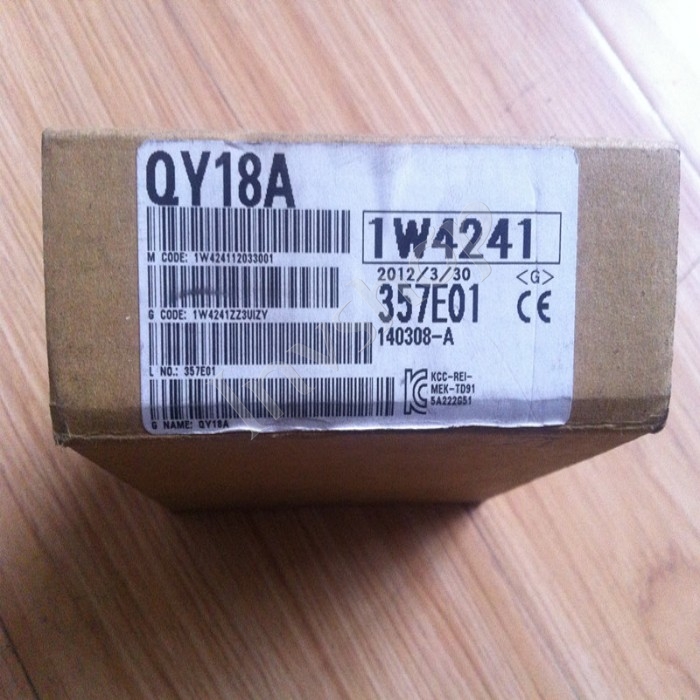 QY18A
1W4241
M CODE: 1W424112033001
2012/3/30 <G>
357E01 CE
G CODE: 1W4241ZZ3UIZY
140308-A
L NO.: 357E01
KCC-REI-
MEK-TD91
5A222G51
G NAME: QY18A